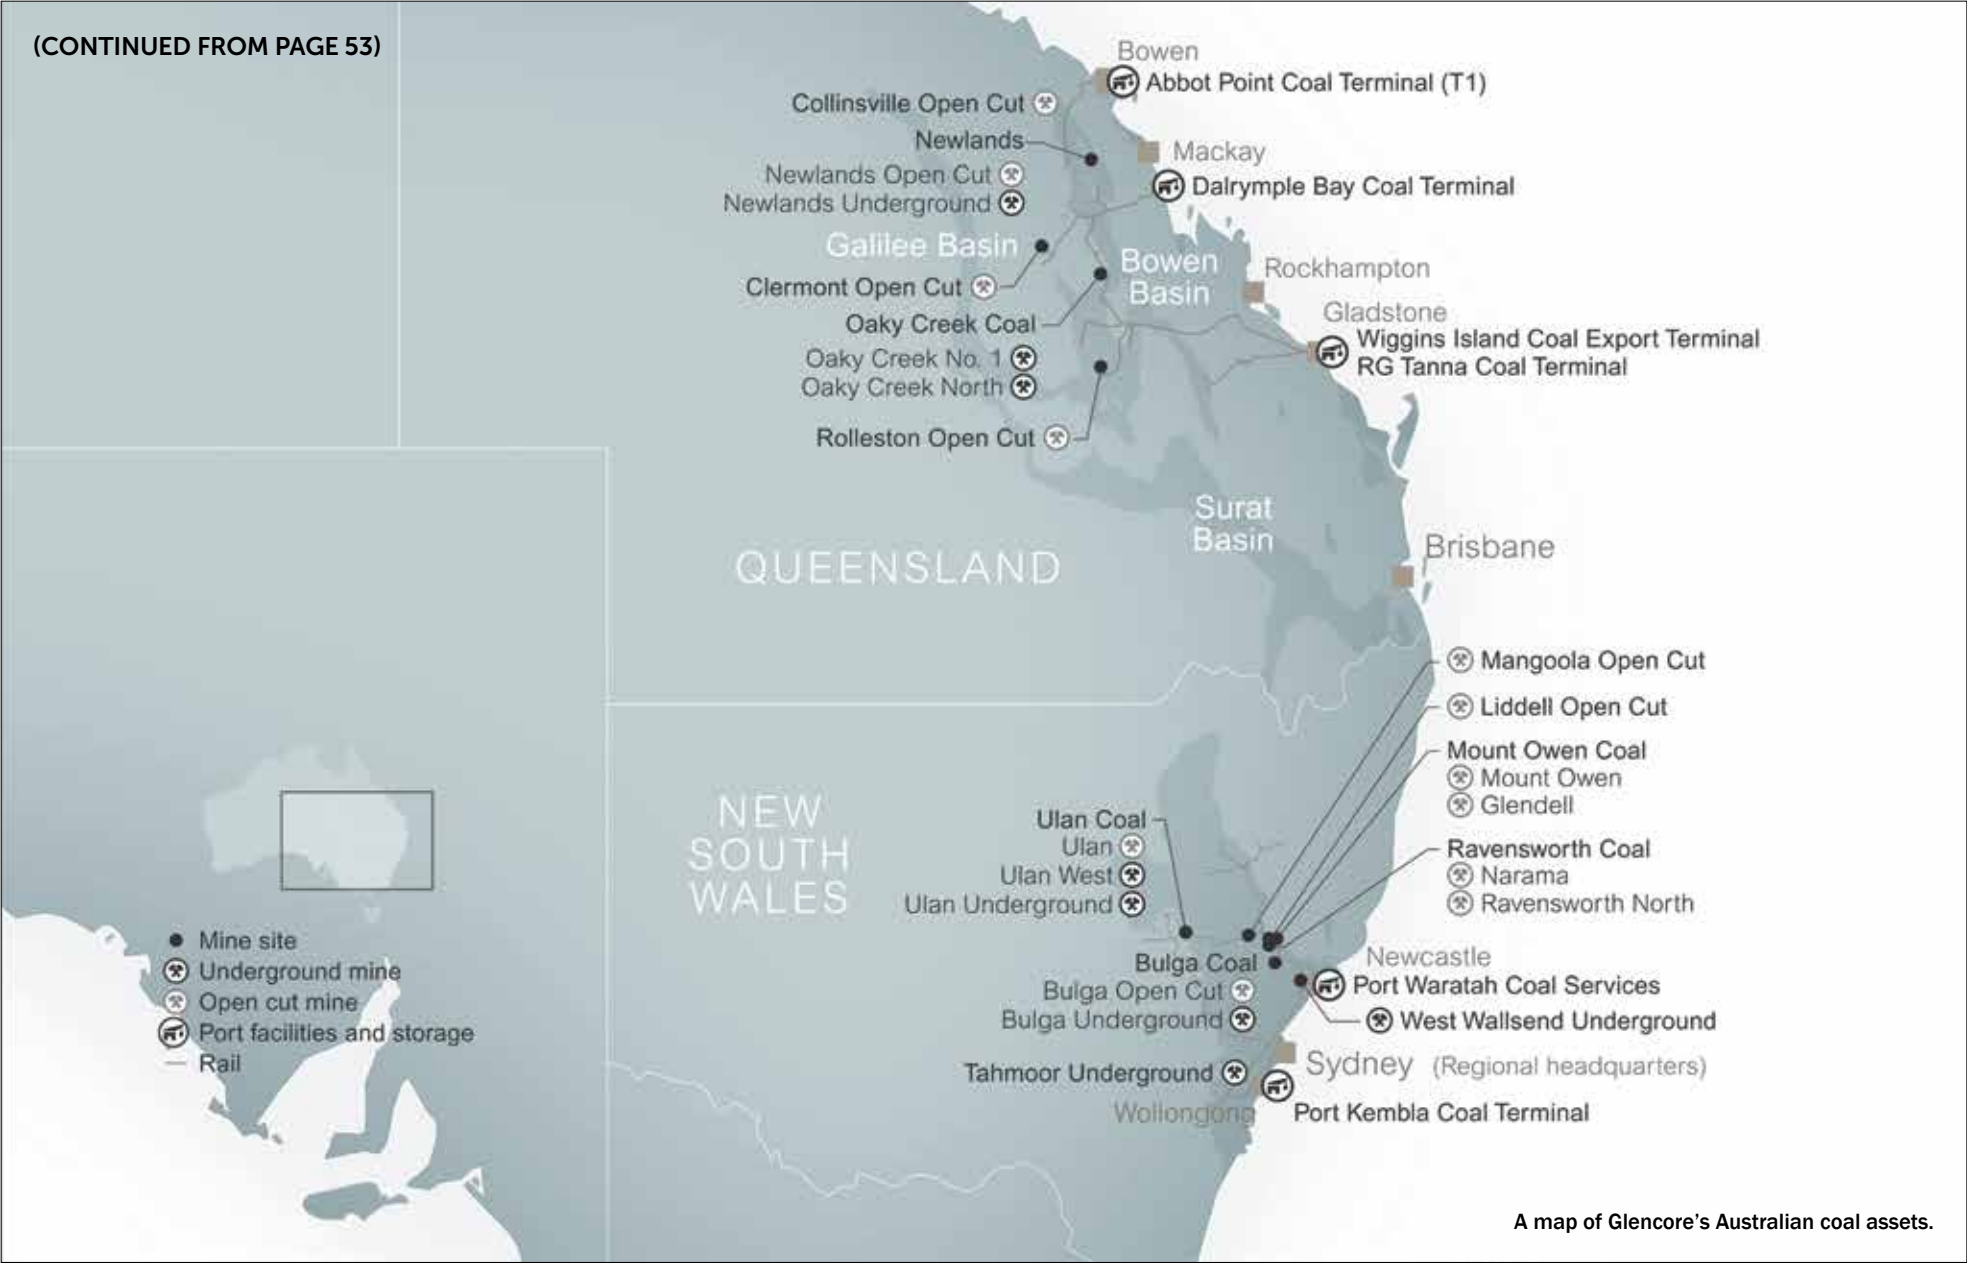 (CONTINUED FROM PAGE 53)
Bowen
Abbot Point Coal Terminal (T1)
Collinsville Open Cut
Newlands
Newlands Open Cut
Newlands Underground
Mackay
Dalrymple Bay Coal Terminal
Galilee Basin
Bowen
Basin
Clermont Open Cut
Rockhampton
Oaky Creek Coal
Oaky Creek No. 1
Oaky Creek North
Gladstone
Wiggins Island Coal Export Terminal
RG Tanna Coal Terminal
Rolleston Open Cut
Surat
Basin
QUEENSLAND
Brisbane
Mangoola Open Cut
Liddell Open Cut
Mount Owen Coal
Mount Owen
Glendell
Ravensworth Coal
Narama
Ravensworth North
NEW
SOUTH
WALES
Ulan Coal
Ulan
Ulan West
Ulan Underground
Bulga Coal
Bulga Open Cut
Bulga Underground
Newcastle
Port Waratah Coal Services
West Wallsend Underground
Tahmoor Underground
Sydney (Regional headquarters)
Wollongong
Port Kembla Coal Terminal
Mine site
Underground mine
Open cut mine
Port facilities and storage
Rail
A map of Glencore's Australian coal assets.